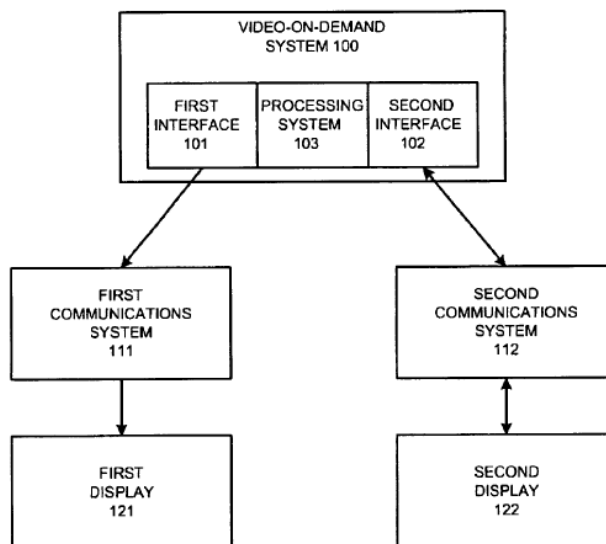 VIDEO-ON-DEMAND
SYSTEM 100
FIRST
INTERFACE
101
PROCESSING
SYSTEM
103
SECOND
INTERFACE
102
FIRST
COMMUNICATIONS
SYSTEM
111
SECOND
COMMUNICATIONS
SYSTEM
112
FIRST
DISPLAY
121
SECOND
DISPLAY
122